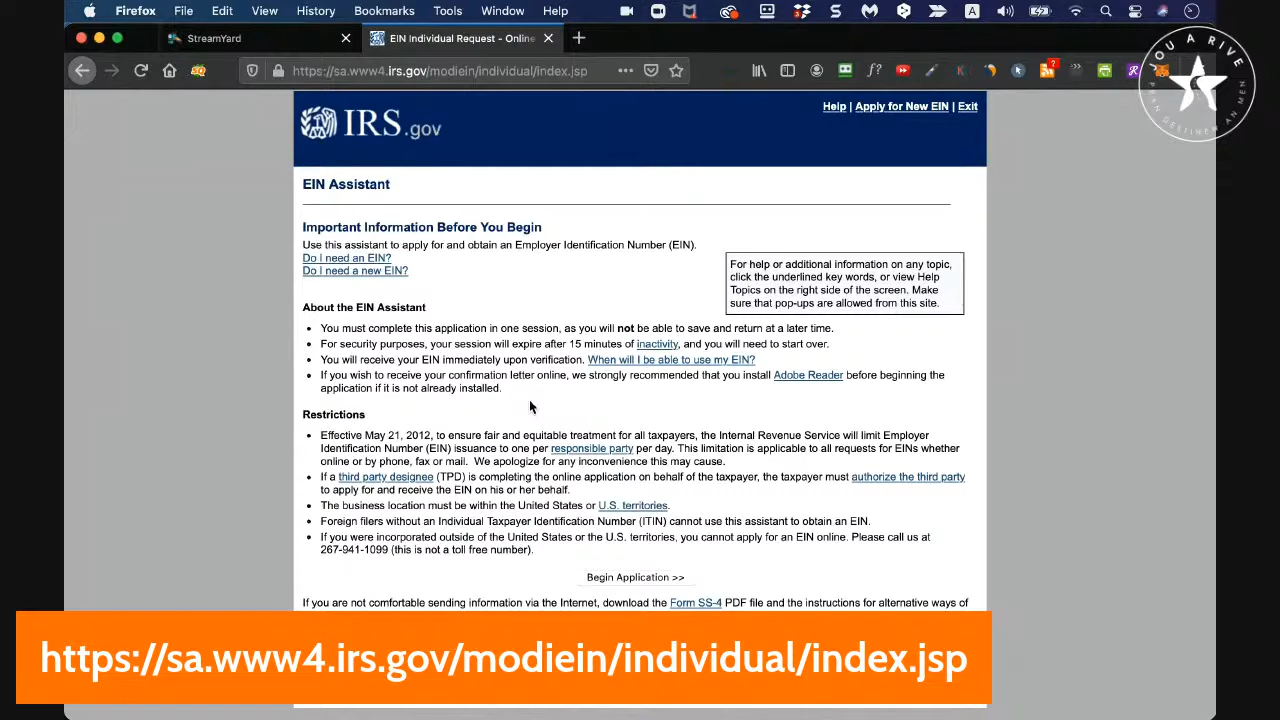 Firefox File Edit View History Bookmarks Tools Window Help
StreamYard
EIN Individual Request - Online
https://sa.www4.irs.gov/modiein/individual/index.jsp
YOU ARIVE
IRS.gov
Help | Apply for New EIN | Exit
EIN Assistant
Important Information Before You Begin
Use this assistant to apply for and obtain an Employer Identification Number (EIN).
Do I need an EIN?
Do I need a new EIN?
For help or additional information on any topic,
click the underlined key words, or view Help
Topics on the right side of the screen. Make
sure that pop-ups are allowed from this site.
About the EIN Assistant
You must complete this application in one session, as you will not be able to save and return at a later time.
For security purposes, your session will expire after 15 minutes of inactivity, and you will need to start over.
You will receive your EIN immediately upon verification. When will I be able to use my EIN?
If you wish to receive your confirmation letter online, we strongly recommended that you install Adobe Reader before beginning the
application if it is not already installed.
Restrictions
Effective May 21, 2012, to ensure fair and equitable treatment for all taxpayers, the Internal Revenue Service will limit Employer
Identification Number (EIN) issuance to one per responsible party per day. This limitation is applicable to all requests for EINs whether
online or by phone, fax or mail. We apologize for any inconvenience this may cause.
If a third party designee (TPD) is completing the online application on behalf of the taxpayer, the taxpayer must authorize the third party
to apply for and receive the EIN on his or her behalf.
The business location must be within the United States or U.S. territories.
Foreign filers without an Individual Taxpayer Identification Number (ITIN) cannot use this assistant to obtain an EIN.
If you were incorporated outside of the United States or the U.S. territories, you cannot apply for an EIN online. Please call us at
267-941-1099 (this is not a toll free number).
Begin Application >>
If you are not comfortable sending information via the Internet, download the Form SS-4 PDF file and the instructions for alternative ways of
https://sa.www4.irs.gov/modiein/individual/index.jsp